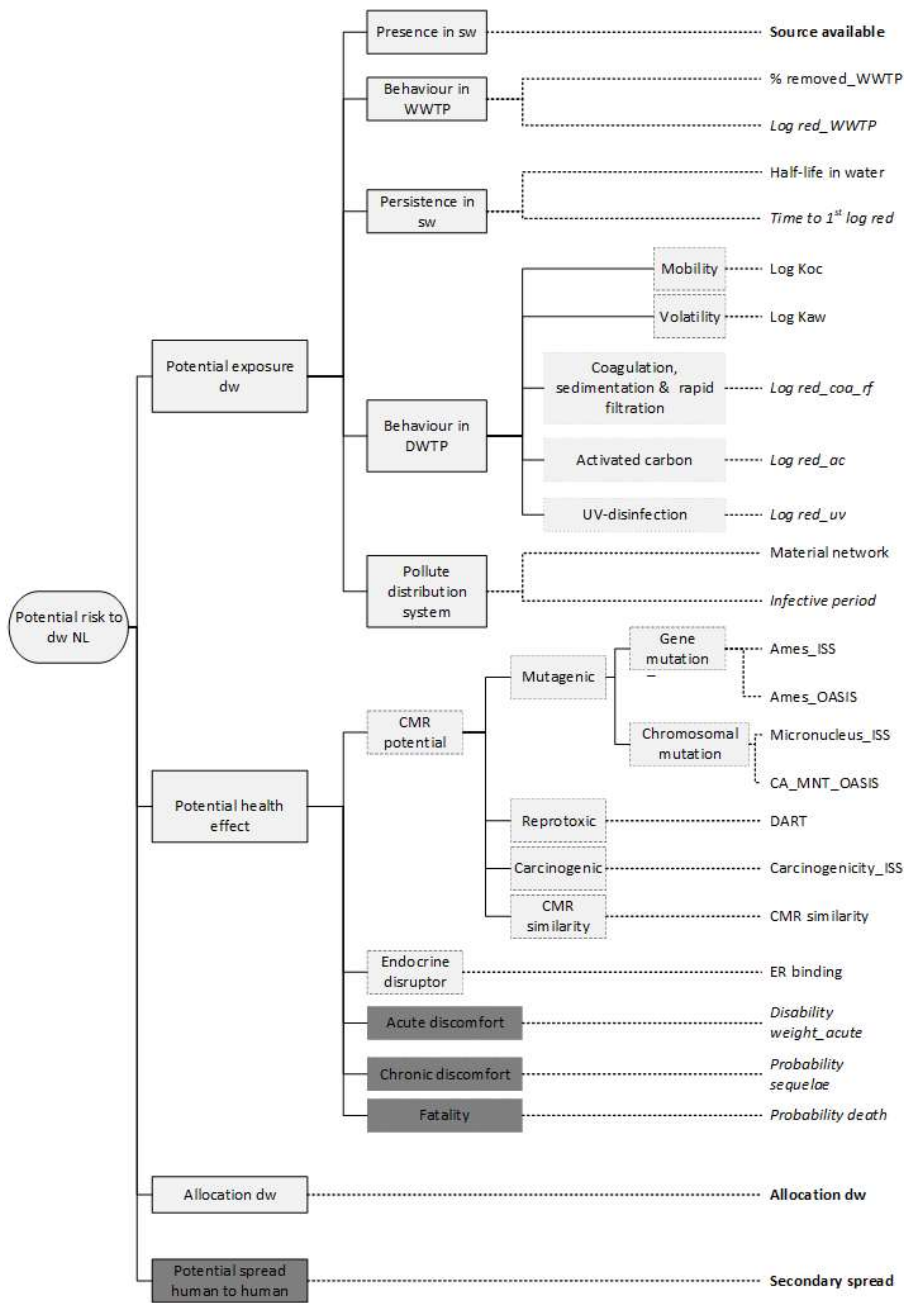 Presence in sw
Source available
Behaviour in
WWTP
% removed_WWTP
Log red_WWTP
Persistence in
sw
Half-life in water
Time to 1st log red
Mobility
Log Koc
Volatility
Log Kaw
Potential exposure
dw
Coagulation,
sedimentation & rapid
filtration
Log red_coa_rf
Behaviour in
DWTP
Activated carbon
Log red_ac
UV-disinfection
Log red_uv
Pollute
distribution
system
Material network
Infective period
Potential risk to
dw NL
Gene
mutation
Ames_ISS
Mutagenic
Ames_OASIS
CMR
potential
Chromosomal
mutation
Micronucleus_ISS
CA_MNT_OASIS
Potential health
effect
Reprotoxic
DART
Carcinogenic
Carcinogenicity_ISS
CMR
similarity
CMR similarity
Endocrine
disruptor
ER binding
Acute discomfort
Disability
weight_acute
Chronic discomfort
Probability
sequelae
Fatality
Probability death
Allocation dw
Allocation dw
Potential spread
human to human
Secondary spread